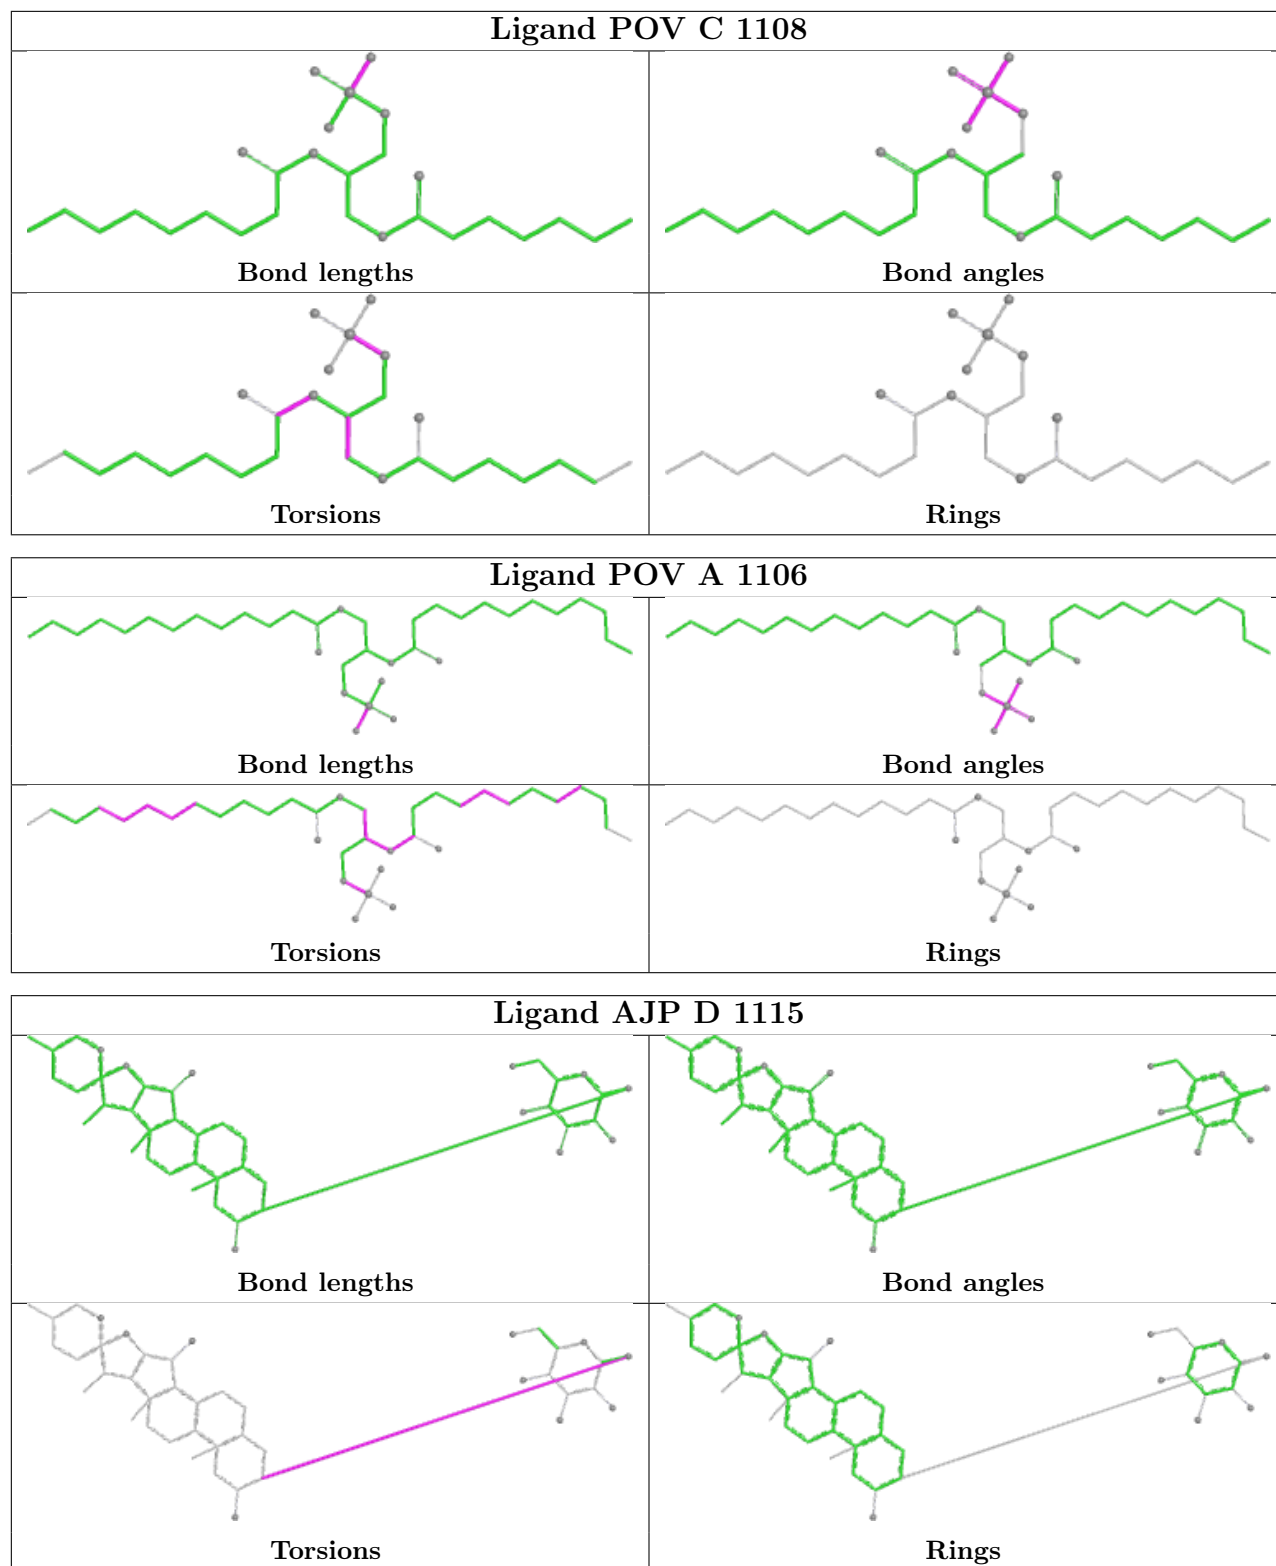 Ligand POV C 1108
Bond lengths
Bond angles
Torsions
Rings
Ligand POV A 1106
Bond lengths
Bond angles
Torsions
Rings
Ligand AJP D 1115
Bond lengths
Bond angles
Torsions
Rings